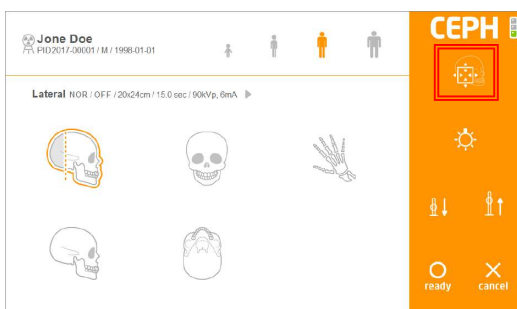 Jone Doe
PID2017-00001 / M / 1998-01-01
CEPH
Lateral NOR / OFF / 20x24cm / 15.0 sec / 90kVp, 6mA
ready
cancel